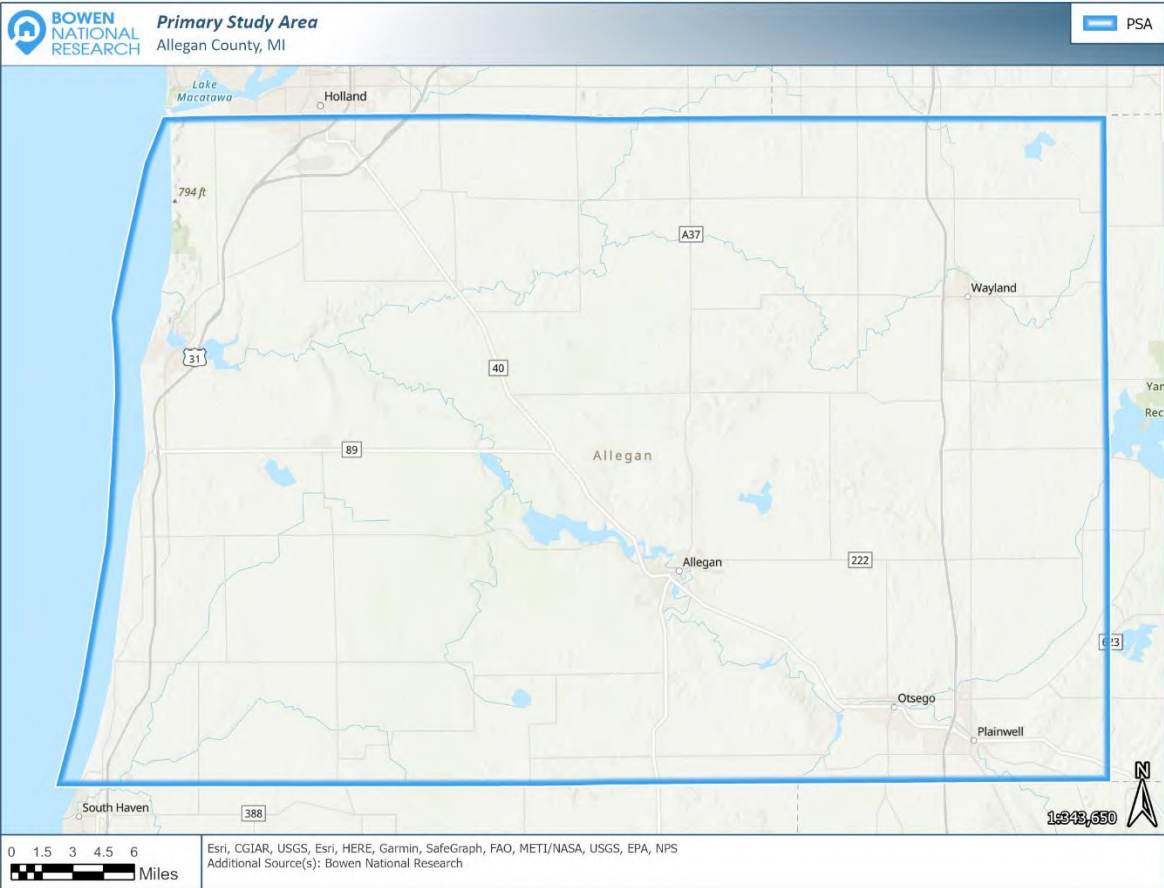 BOWEN
NATIONAL
RESEARCH
Primary Study Area
Allegan County, MI
PSA
Lake
Macatawa
Holland
794 ft
A37
Wayland
31
40
Yan
Rec
89
Allegan
Allegan
222
Otsego
Plainwell
South Haven
388
N
1:343,650
0 1.5 3 4.5 6
Miles
Esri, CGIAR, USGS, Esri, HERE, Garmin, SafeGraph, FAO, METI/NASA, USGS, EPA, NPS
Additional Source(s): Bowen National Research